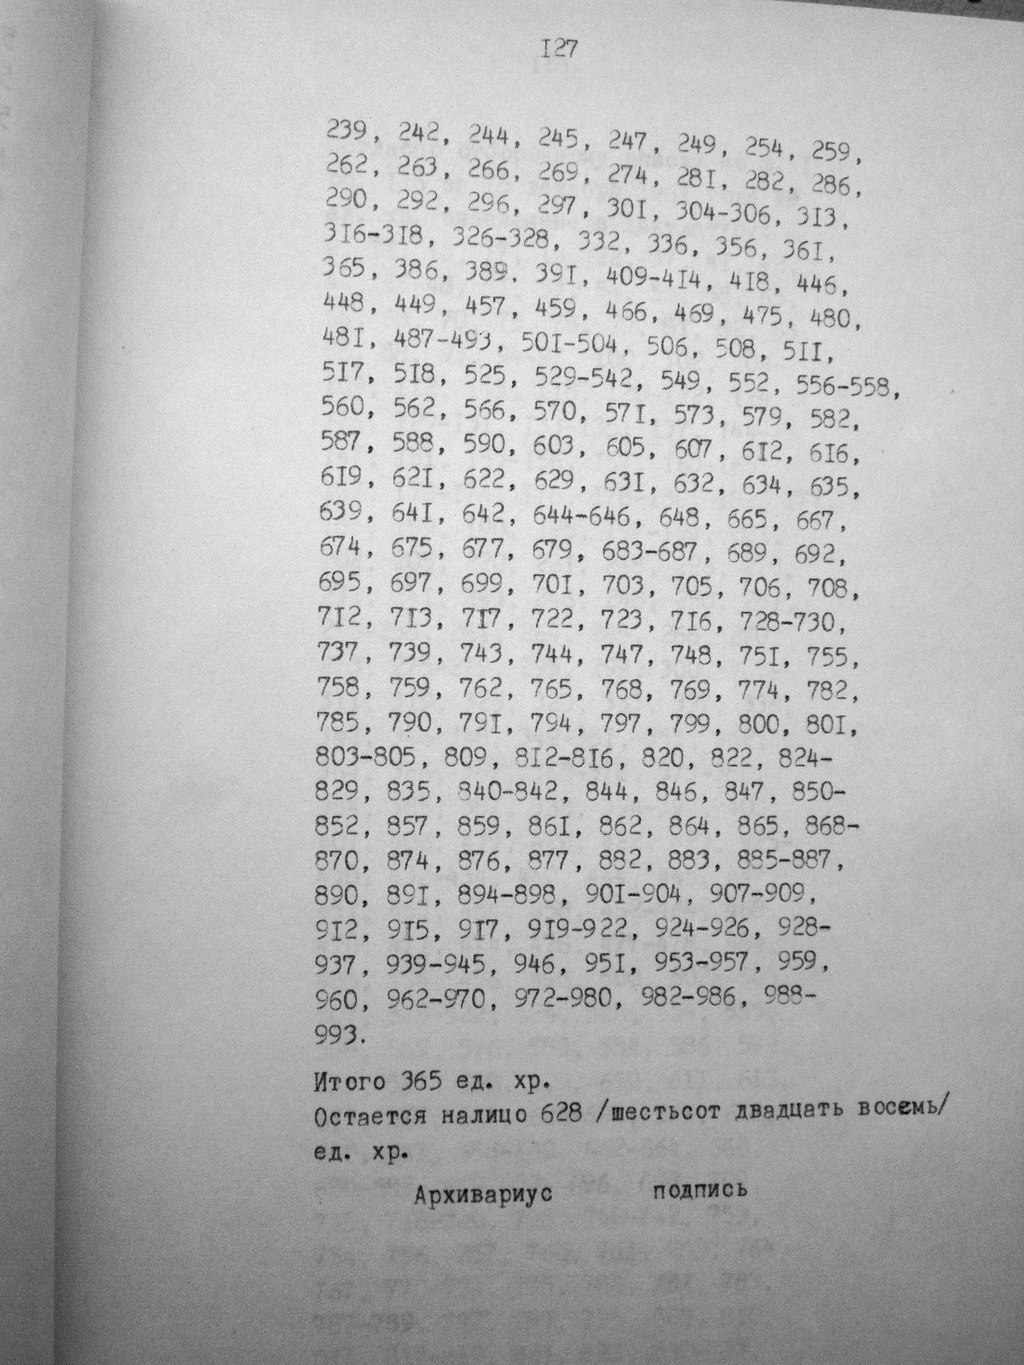 I27
239, 242, 244, 245, 247, 249, 254, 259,
262, 263, 266, 269, 274, 28I, 282, 286,
290, 292, 296, 297, 30I, 304-306, 3I3,
3I6-3I8, 326-328, 332, 336, 356, 36I,
365, 386, 389, 39I, 409-4I4, 4I8, 446,
448, 449, 457, 459, 466, 469, 475, 480,
48I, 487-493, 50I-504, 506, 508, 5II,
5I7, 5I8, 525, 529-542, 549, 552, 556-558,
560, 562, 566, 570, 57I, 573, 579, 582,
587, 588, 590, 603, 605, 607, 6I2, 6I6,
6I9, 62I, 622, 629, 63I, 632, 634, 635,
639, 64I, 642, 644-646, 648, 665, 667,
674, 675, 677, 679, 683-687, 689, 692,
695, 697, 699, 70I, 703, 705, 706, 708,
7I2, 7I3, 7I7, 722, 723, 7I6, 728-730,
737, 739, 743, 744, 747, 748, 75I, 755,
758, 759, 762, 765, 768, 769, 774, 782,
785, 790, 79I, 794, 797, 799, 800, 80I,
803-805, 809, 8I2-8I6, 820, 822, 824-
829, 835, 840-842, 844, 846, 847, 850-
852, 857, 859, 86I, 862, 864, 865, 868-
870, 874, 876, 877, 882, 883, 885-887,
890, 89I, 894-898, 90I-904, 907-909,
9I2, 9I5, 9I7, 9I9-922, 924-926, 928-
937, 939-945, 946, 95I, 953-957, 959,
960, 962-970, 972-980, 982-986, 988-
993.
Итого 365 ед. хр.
Остается налицо 628 /шестьсот двадцать восемь/
ед. хр.
Архивариус подпись